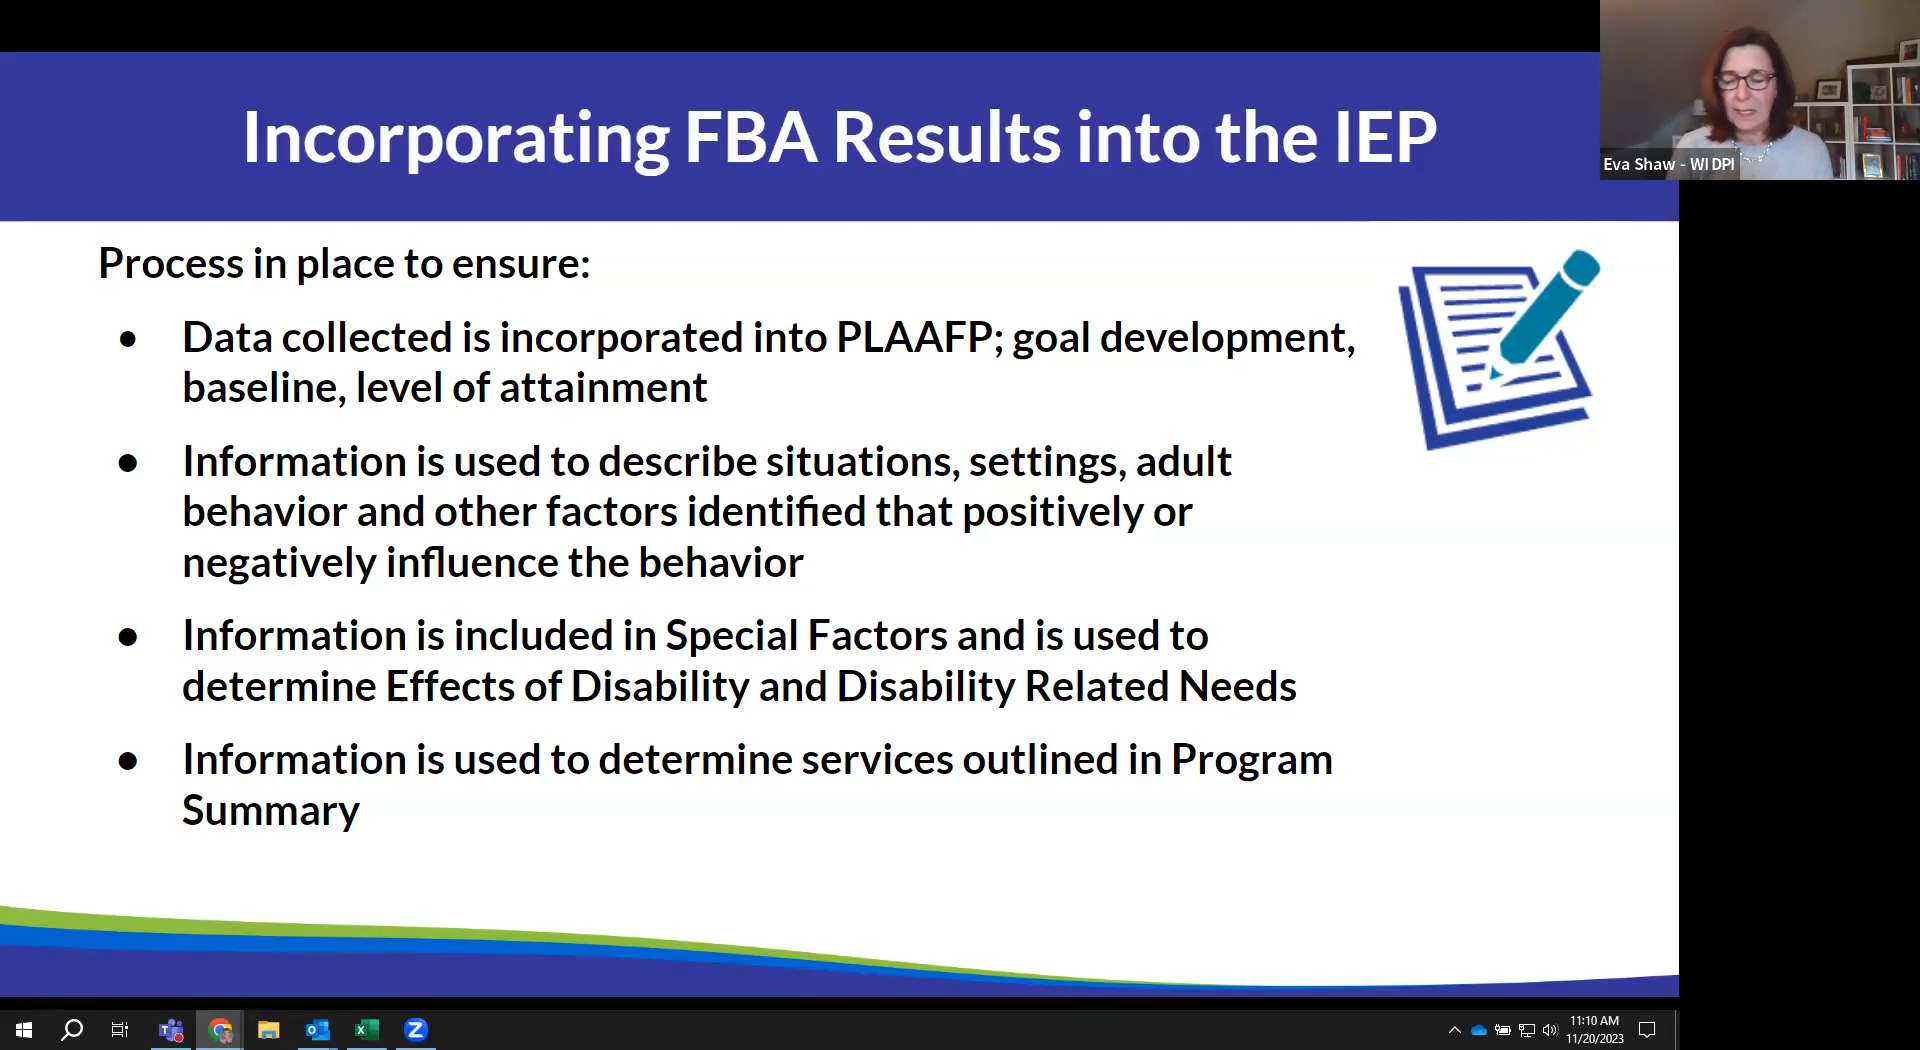 Incorporating FBA Results into the IEP
Eva Shaw - WI DPI
Process in place to ensure:
● Data collected is incorporated into PLAAFP; goal development,
baseline, level of attainment
● Information is used to describe situations, settings, adult
behavior and other factors identified that positively or
negatively influence the behavior
● Information is included in Special Factors and is used to
determine Effects of Disability and Disability Related Needs
● Information is used to determine services outlined in Program
Summary
11:10 AM
11/20/2023